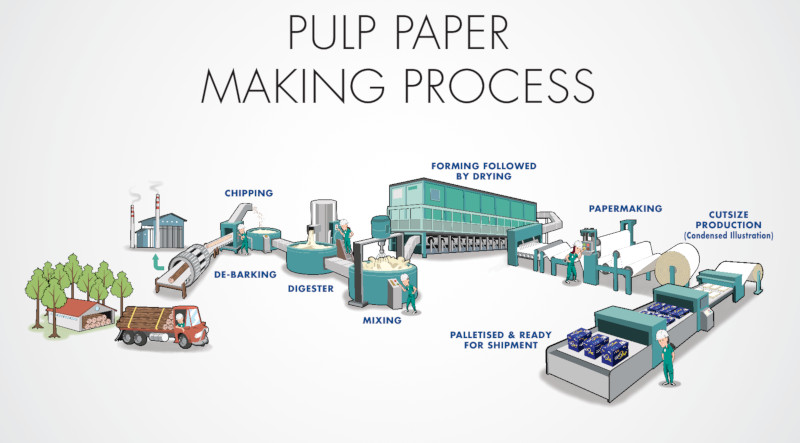 PULP PAPER
MAKING PROCESS
CHIPPING
DE-BARKING
DIGESTER
MIXING
FORMING FOLLOWED
BY DRYING
PAPERMAKING
CUTSIZE
PRODUCTION
(Condensed Illustration)
PALLETISED & READY
FOR SHIPMENT